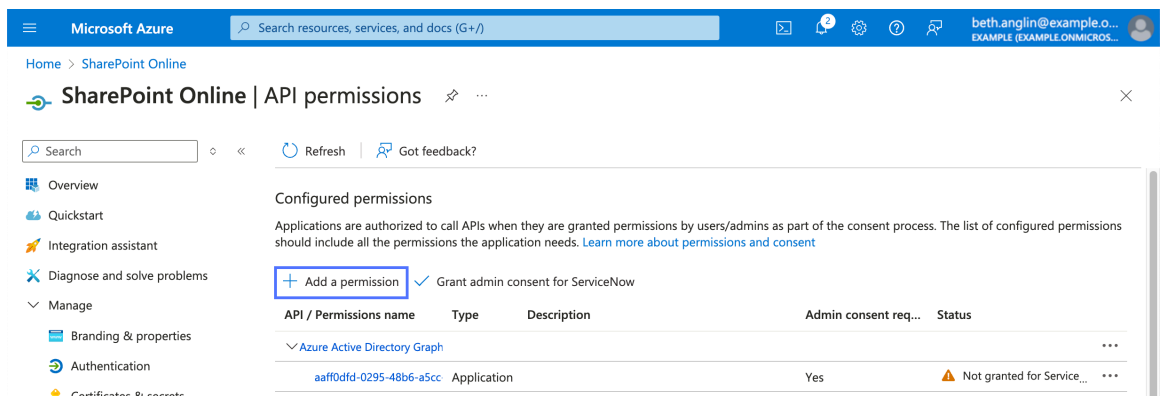 Microsoft Azure
Search resources, services, and docs (G+/)
2
beth.anglin@example.o...
EXAMPLE (EXAMPLE.ONMICROS...
Home > SharePoint Online
SharePoint Online | API permissions
Search
Refresh
Got feedback?
Overview
Quickstart
Integration assistant
Diagnose and solve problems
Manage
Branding & properties
Authentication
Certificates & secrets
Configured permissions
Applications are authorized to call APIs when they are granted permissions by users/admins as part of the consent process. The list of configured permissions
should include all the permissions the application needs. Learn more about permissions and consent
Add a permission
Grant admin consent for ServiceNow
API / Permissions name Type Description Admin consent req... Status
Azure Active Directory Graph
aaff0dfd-0295-48b6-a5cc- Application Yes Not granted for Service...